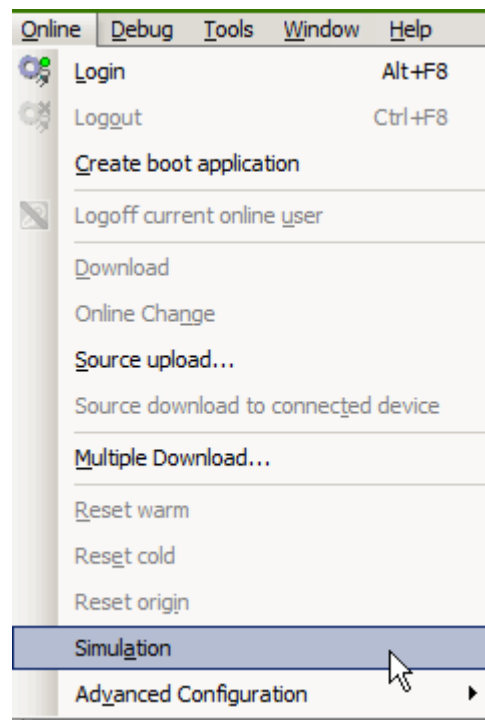 Online Debug Tools Window Help
Login Alt+F8
Logout Ctrl+F8
Create boot application
Logoff current online user
Download
Online Change
Source upload...
Source download to connected device
Multiple Download...
Reset warm
Reset cold
Reset origin
Simulation
Advanced Configuration